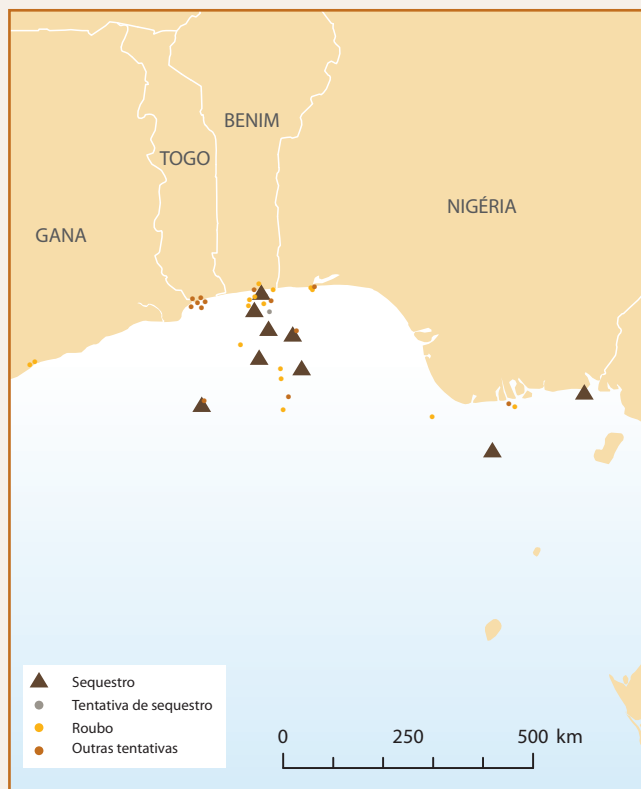 BENIM
TOGO
NIGÉRIA
GANA
Sequestro
Tentativa de sequestro
Roubo
Outras tentativas
0 250 500 km